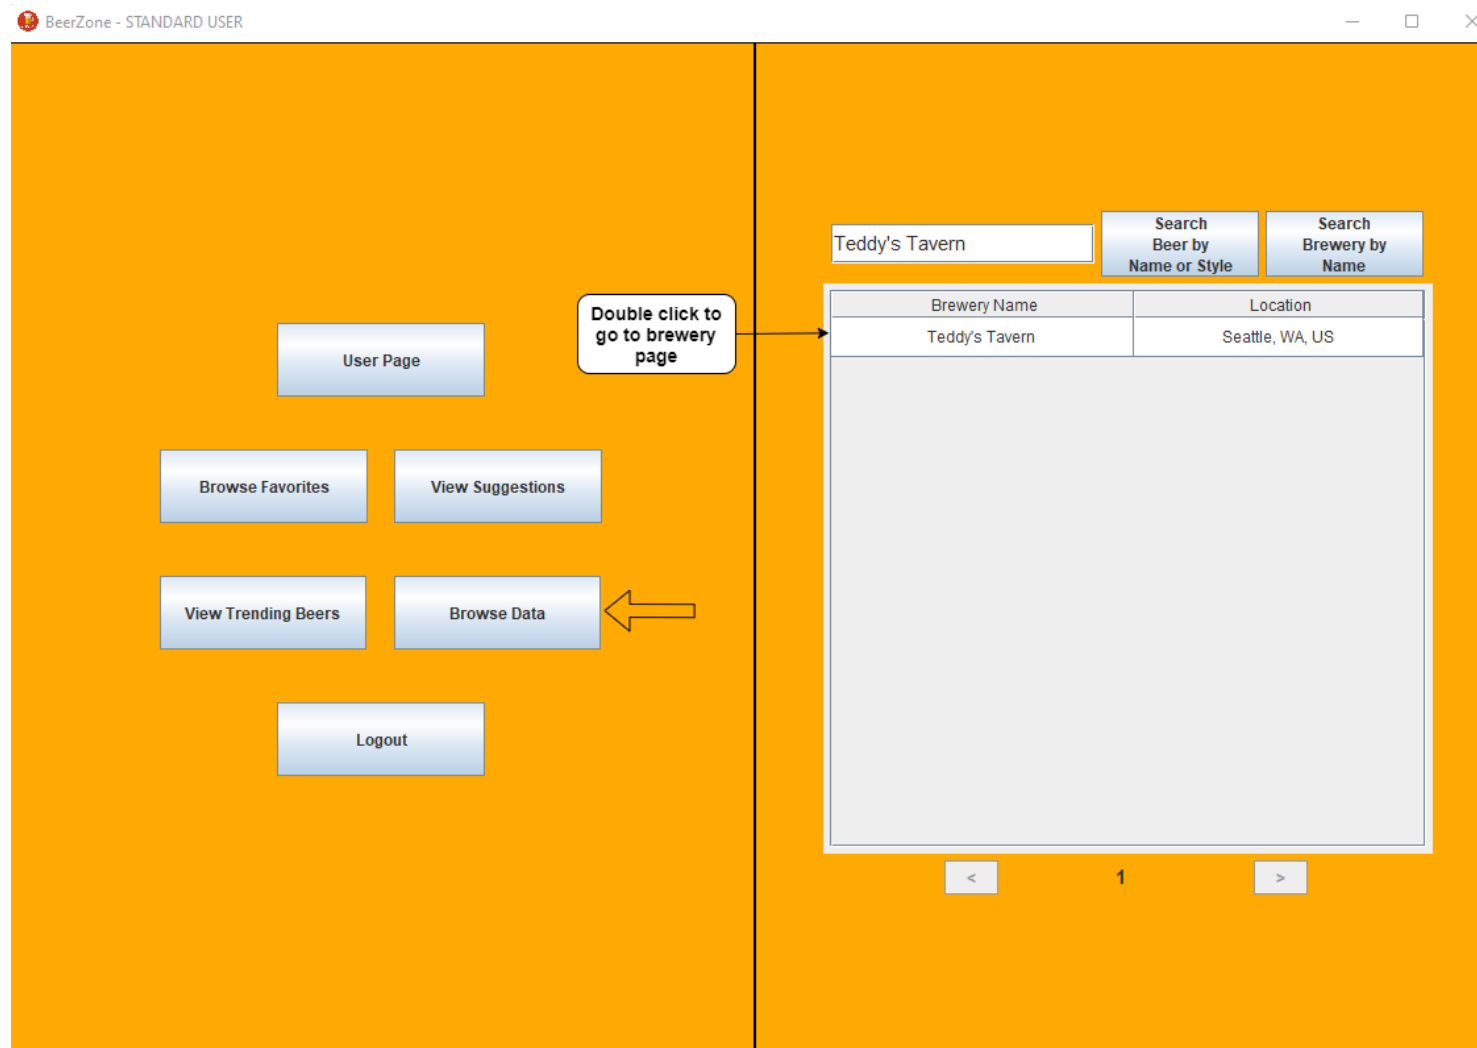 BeerZone - STANDARD USER
User Page
Browse Favorites
View Suggestions
View Trending Beers
Browse Data
Logout
Double click to
go to brewery
page
Teddy's Tavern
Search
Beer by
Name or Style
Search
Brewery by
Name
Brewery Name
Location
Teddy's Tavern
Seattle, WA, US
<
1
>